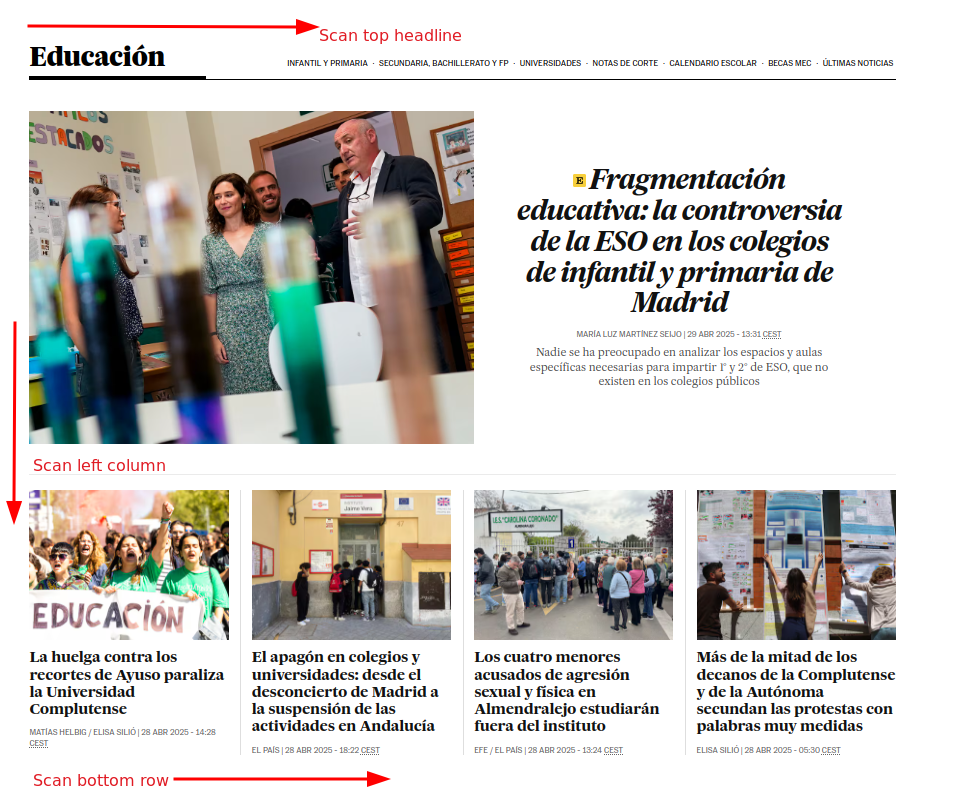 Scan top headline
Educación
INFANTIL Y PRIMARIA · SECUNDARIA, BACHILLERATO Y FP · UNIVERSIDADES · NOTAS DE CORTE · CALENDARIO ESCOLAR · BECAS MEC · ÚLTIMAS NOTICIAS
ESTACADOS
E Fragmentación
educativa: la controversia
de la ESO en los colegios
de infantil y primaria de
Madrid
MARÍA LUZ MARTÍNEZ SEIJO | 29 ABR 2025 - 13:31 CEST
Nadie se ha preocupado en analizar los espacios y aulas
específicas necesarias para impartir 1º y 2º de ESO, que no
existen en los colegios públicos
Scan left column
EDUCACIÓN
Jaime Vera
47
I.E.S. "CAROLINA CORONADO"
1
La huelga contra los
recortes de Ayuso paraliza
la Universidad
Complutense
MATÍAS HELBIG / ELISA SILIÓ | 28 ABR 2025 - 14:28
CEST
El apagón en colegios y
universidades: desde el
desconcierto de Madrid a
la suspensión de las
actividades en Andalucía
EL PAÍS | 28 ABR 2025 - 18:22 CEST
Los cuatro menores
acusados de agresión
sexual y física en
Almendralejo estudiarán
fuera del instituto
EFE / EL PAÍS | 28 ABR 2025 - 13:24 CEST
Más de la mitad de los
decanos de la Complutense
y de la Autónoma
secundan las protestas con
palabras muy medidas
ELISA SILIÓ | 28 ABR 2025 - 05:30 CEST
Scan bottom row